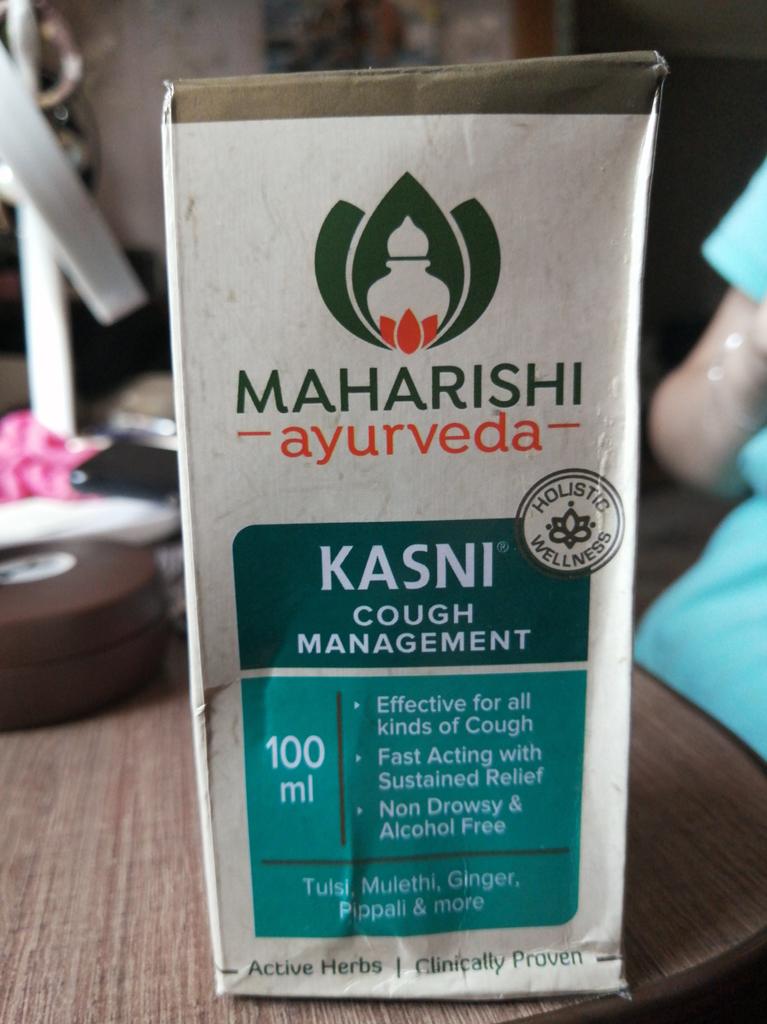 MAHARISHI
ayurveda
HOLISTIC
WELLNESS
KASNI®
COUGH
MANAGEMENT
100
ml
Effective for all
kinds of Cough
Fast Acting with
Sustained Relief
Non Drowsy &
Alcohol Free
Tulsi, Mulethi, Ginger,
Pippali & more
Active Herbs | Clinically Proven